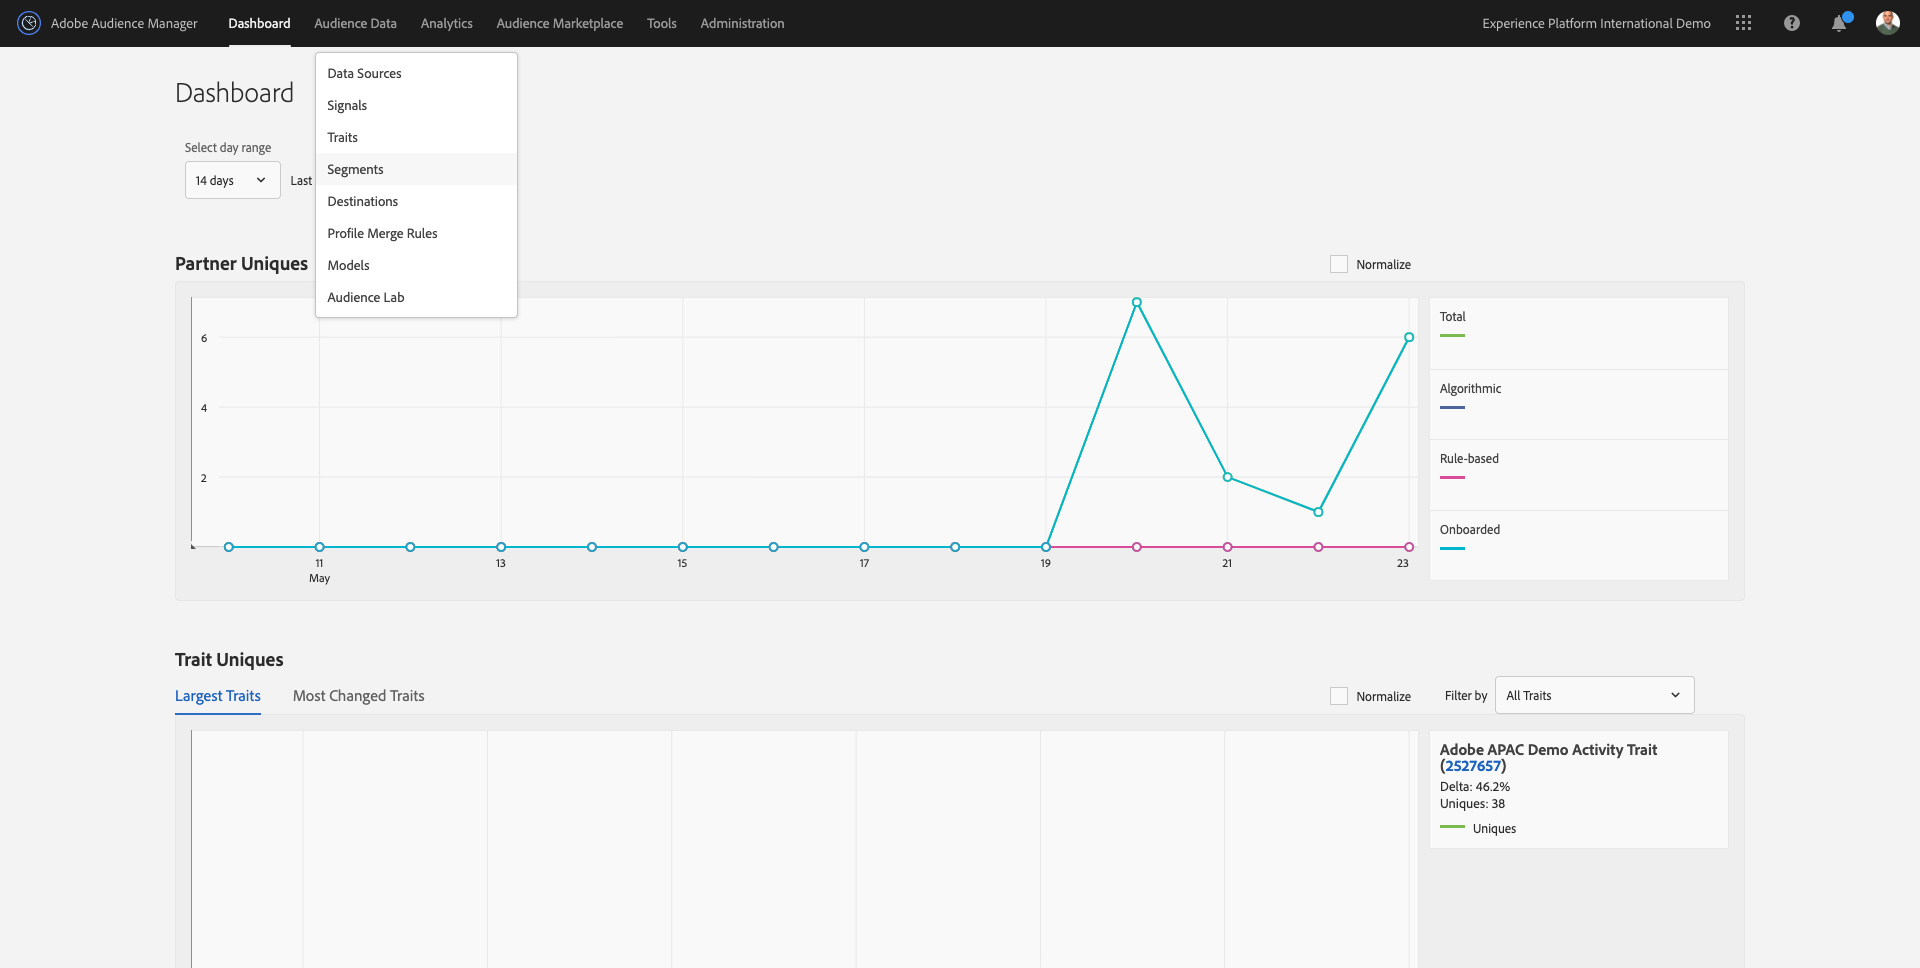 Adobe Audience Manager
Dashboard
Audience Data
Analytics
Audience Marketplace
Tools
Administration
Experience Platform International Demo
Data Sources
Signals
Traits
Segments
Destinations
Profile Merge Rules
Models
Audience Lab
Dashboard
Select day range
14 days
Last
Partner Uniques
Normalize
6
4
2
11
May
13
15
17
19
21
23
Total
Algorithmic
Rule-based
Onboarded
Trait Uniques
Largest Traits
Most Changed Traits
Normalize
Filter by
All Traits
Adobe APAC Demo Activity Trait
(2527657)
Delta: 46.2%
Uniques: 38
Uniques